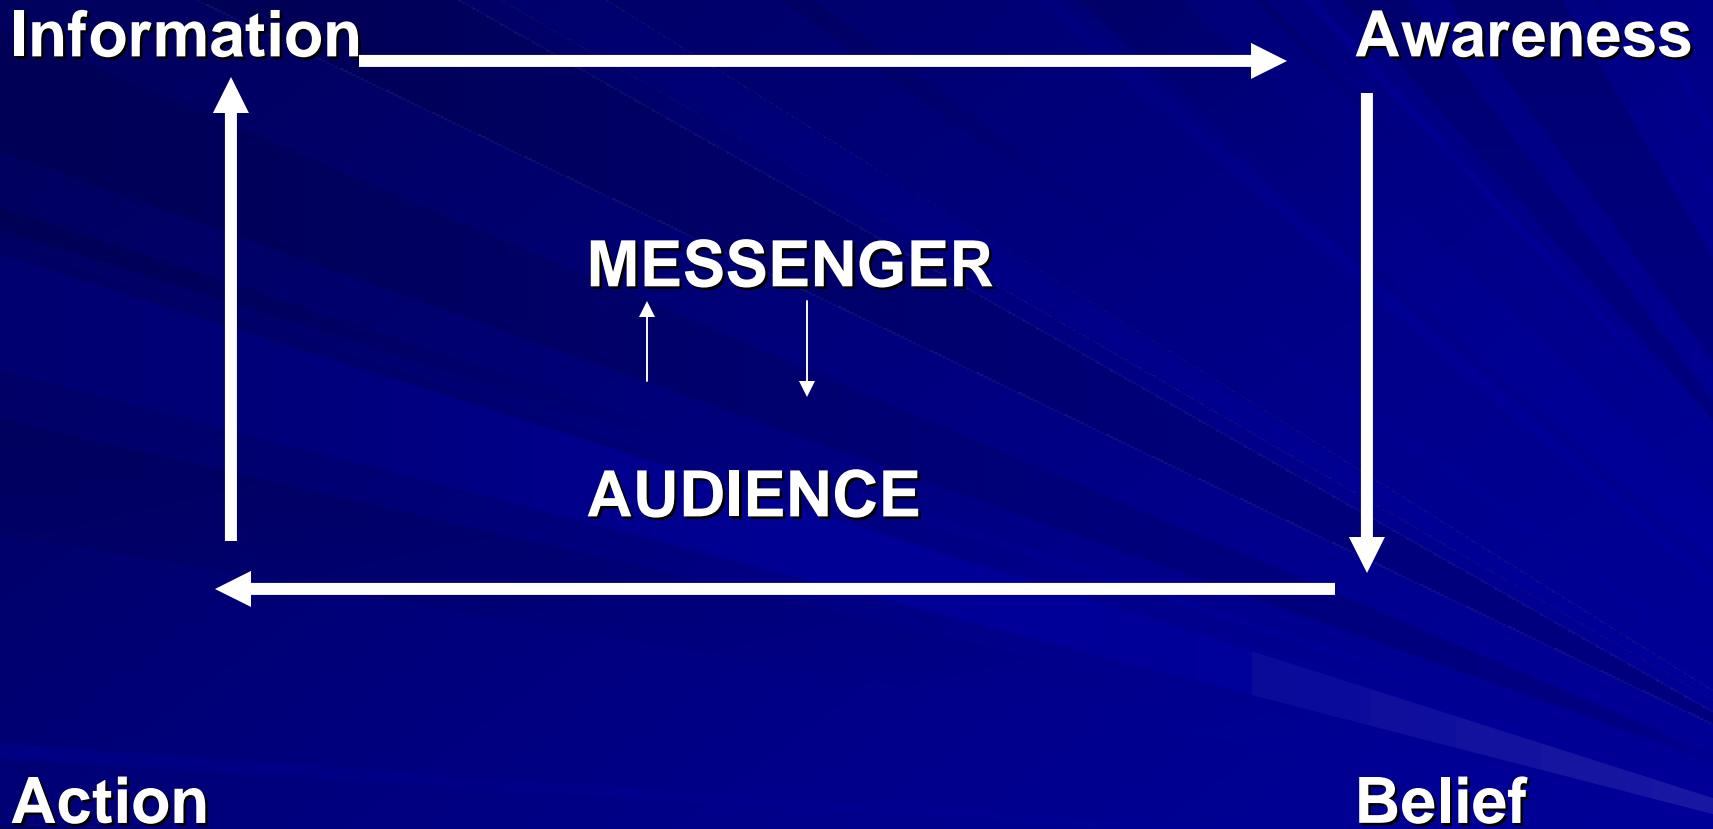 Information
Awareness
MESSENGER
AUDIENCE
Action
Belief